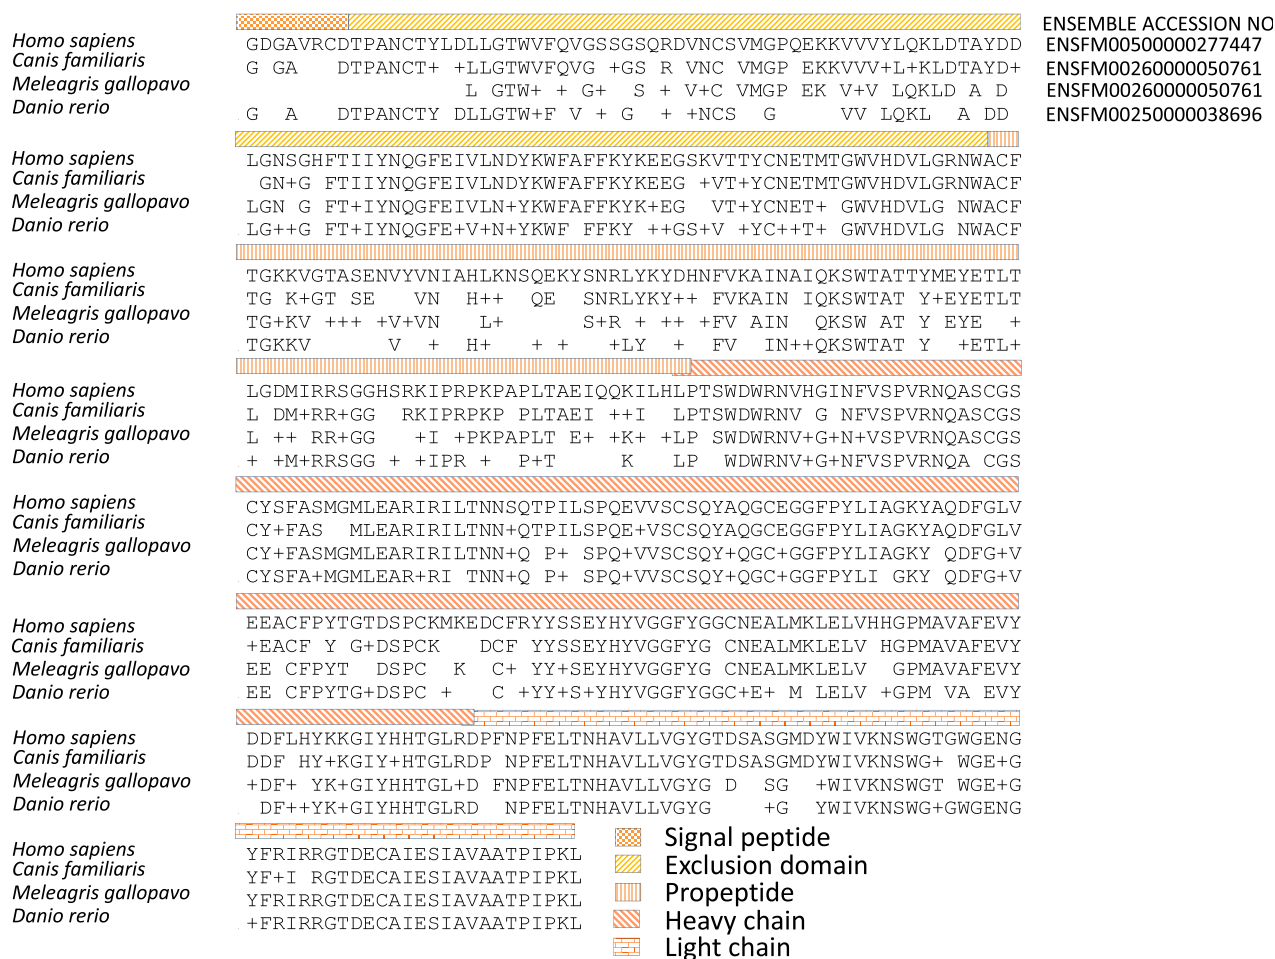 ENSEMBLE ACCESSION NO
Homo sapiens GDGAVRCDTPANCTYLDLLGTWVFQVGSSGSQRDVNCSVMGPQEKKVVVYLQKLDTAYDD ENSFM00500000277447
Canis familiaris G GA    DTPANCT+ +LLGTWVFQVG +GS R VNC VMGP EKKVVV+L+KLDTAYD+ ENSFM00260000050761
Meleagris gallopavo L GTW+ + G+  S + V+C VMGP EK V+V LQKLD A D ENSFM00260000050761
Danio rerio G  A   DTPANCTY DLLGTW+F V + G  + +NCS  G     VV LQKL  A DD ENSFM00250000038696
Homo sapiens LGNSGHFTIIYNQGFEIVLNDYKWFAFFKYKEEGSKVTTYCNETMTGWVHDVLGRNWACF
Canis familiaris GN+G FTIIYNQGFEIVLNDYKWFAFFKYKEEG +VT+YCNETMTGWVHDVLGRNWACF
Meleagris gallopavo LGN G FT+IYNQGFEIVLN+YKWFAFFKYK+EG  VT+YCNET+ GWVHDVLG NWACF
Danio rerio LG++G FT+IYNQGFE+V+N+YKWF FFKY ++GS+V +YC++T+ GWVHDVLG NWACF
Homo sapiens TGKKVGTASENVYVNIAHLKNSQEKYSNRLYKYDHNFVKAINAIQKSWTATTYMEYETLT
Canis familiaris TG K+GT SE   VN  H++  QE  SNRLYKY++ FVKAIN IQKSWTAT Y+EYETLT
Meleagris gallopavo TG+KV +++ +V+VN   L+      S+R + ++ +FV AIN  QKSW AT Y EYE  +
Danio rerio TGKKV      V  +  H+   + +   +LY  +  FV  IN++QKSWTAT Y  +ETL+
Homo sapiens LGDMIRRSGGHSRKIPRPKPAPLTAEIQQKILHLPTSWDWRNVHGINFVSPVRNQASCGS
Canis familiaris L DM+RR+GG  RKIPRPKP PLTAEI ++I  LPTSWDWRNV G NFVSPVRNQASCGS
Meleagris gallopavo L ++ RR+GG   +I +PKPAPLT E+ +K+ +LP SWDWRNV+G+N+VSPVRNQASCGS
Danio rerio + +M+RRSGG + +IPR +  P+T     K   LP  WDWRNV+G+NFVSPVRNQA CGS
Homo sapiens CYSFASMGMLEARIRILTNNSQTPILSPQEVVSCSQYAQGCEGGFPYLIAGKYAQDFGLV
Canis familiaris CY+FAS  MLEARIRILTNN+QTPILSPQE+VSCSQYAQGCEGGFPYLIAGKYAQDFGLV
Meleagris gallopavo CY+FASMGMLEARIRILTNN+Q P+ SPQ+VVSCSQY+QGC+GGFPYLIAGKY QDFG+V
Danio rerio CYSFA+MGMLEAR+RI TNN+Q P+ SPQ+VVSCSQY+QGC+GGFPYLI GKY QDFG+V
Homo sapiens EEACFPYTGTDSPCKMKEDCFRYYSSEYHYVGGFYGGCNEALMKLELVHHGPMAVAFEVY
Canis familiaris +EACF Y G+DSPCK   DCF YYSSEYHYVGGFYG CNEALMKLELV HGPMAVAFEVY
Meleagris gallopavo EE CFPYT  DSPC  K  C+ YY+SEYHYVGGFYG CNEALMKLELV  GPMAVAFEVY
Danio rerio EE CFPYTG+DSPC +   C +YY+S+YHYVGGFYGGC+E+ M LELV +GPM VA EVY
Homo sapiens DDFLHYKKGIYHHTGLRDPFNPFELTNHAVLLVGYGTDSASGMDYWIVKNSWGTGWGENG
Canis familiaris DDF HY+KGIY+HTGLRDP NPFELTNHAVLLVGYGTDSASGMDYWIVKNSWG+ WGE+G
Meleagris gallopavo +DF+ YK+GIYHHTGL+D FNPFELTNHAVLLVGYG D  SG  +WIVKNSWGT WGE+G
Danio rerio DF++YK+GIYHHTGLRD  NPFELTNHAVLLVGYG    +G  YWIVKNSWG+GWGENG
Homo sapiens YFRIRRGTDECAIESIAVAATPIPKL
Canis familiaris YF+I RGTDECAIESIAVAATPIPKL
Meleagris gallopavo YFRIRRGTDECAIESIAVAATPIPKL
Danio rerio +FRIRRGTDECAIESIAVAATPIPKL
Signal peptide
Exclusion domain
Propeptide
Heavy chain
Light chain